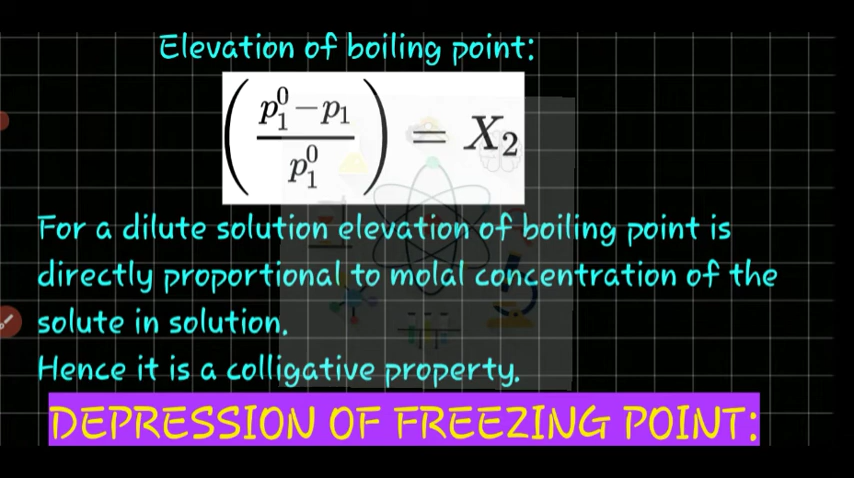 Elevation of boiling point:
(p₁⁰ − p₁ / p₁⁰) = X₂
For a dilute solution elevation of boiling point is
directly proportional to molal concentration of the
solute in solution.
Hence it is a colligative property.
DEPRESSION OF FREEZING POINT: